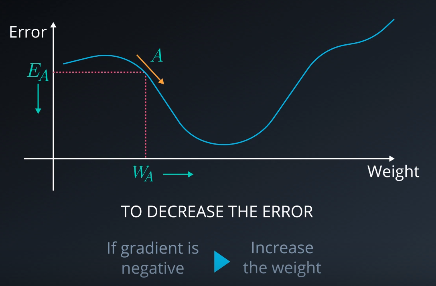 Error
A
E_A
W_A
Weight
TO DECREASE THE ERROR
If gradient is
negative
Increase
the weight